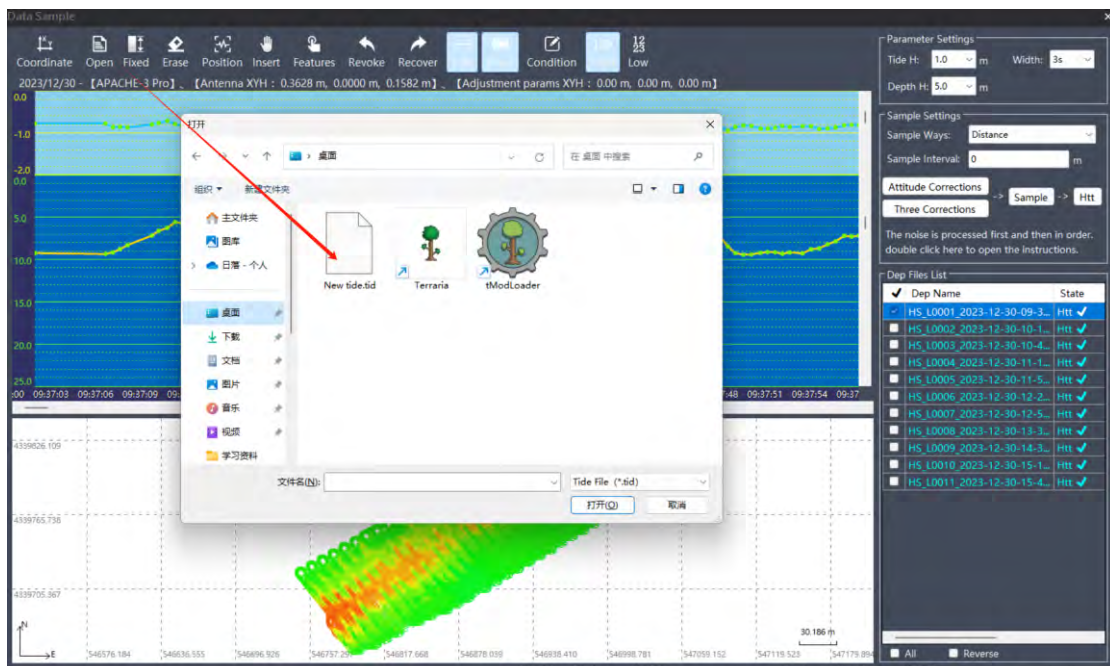 Data Sample
Coordinate Open Fixed Erase Position Insert Features Revoke Recover Condition Low
2023/12/30 - 【APACHE-3 Pro】、【Antenna XYH : 0.3628 m, 0.0000 m, 0.1582 m】、【Adjustment params XYH : 0.00 m, 0.00 m, 0.00 m】
0.0
-1.0
-2.0
0.0
5.0
10.0
15.0
20.0
25.0
:00 09:37:03 09:37:06 09:37:09 09: :48 09:37:51 09:37:54 09:37
打开
桌面
在 桌面 中搜索
组织 新建文件夹
主文件夹
图库
日落 - 个人
桌面
下载
文档
图片
音乐
视频
学习资料
New tide.tid Terraria tModLoader
文件名(N): Tide File (*.tid)
打开(O) 取消
4339826.109
4339765.738
4339705.367
N
E
546576.184 546636.555 546696.926 546757.297 546817.668 546878.039 546938.410 546998.781 547059.152 547119.523 547179.894
30.186 m
Parameter Settings
Tide H: 1.0 m Width: 3s
Depth H: 5.0 m
Sample Settings
Sample Ways: Distance
Sample Interval: 0 m
Attitude Corrections
Three Corrections
-> Sample -> Htt
The noise is processed first and then in order.
double click here to open the instructions.
Dep Files List
Dep Name State
HS_L0001_2023-12-30-09-3... Htt
HS_L0002_2023-12-30-10-1... Htt
HS_L0003_2023-12-30-10-4... Htt
HS_L0004_2023-12-30-11-1... Htt
HS_L0005_2023-12-30-11-5... Htt
HS_L0006_2023-12-30-12-2... Htt
HS_L0007_2023-12-30-12-5... Htt
HS_L0008_2023-12-30-13-3... Htt
HS_L0009_2023-12-30-14-3... Htt
HS_L0010_2023-12-30-15-1... Htt
HS_L0011_2023-12-30-15-4... Htt
All Reverse